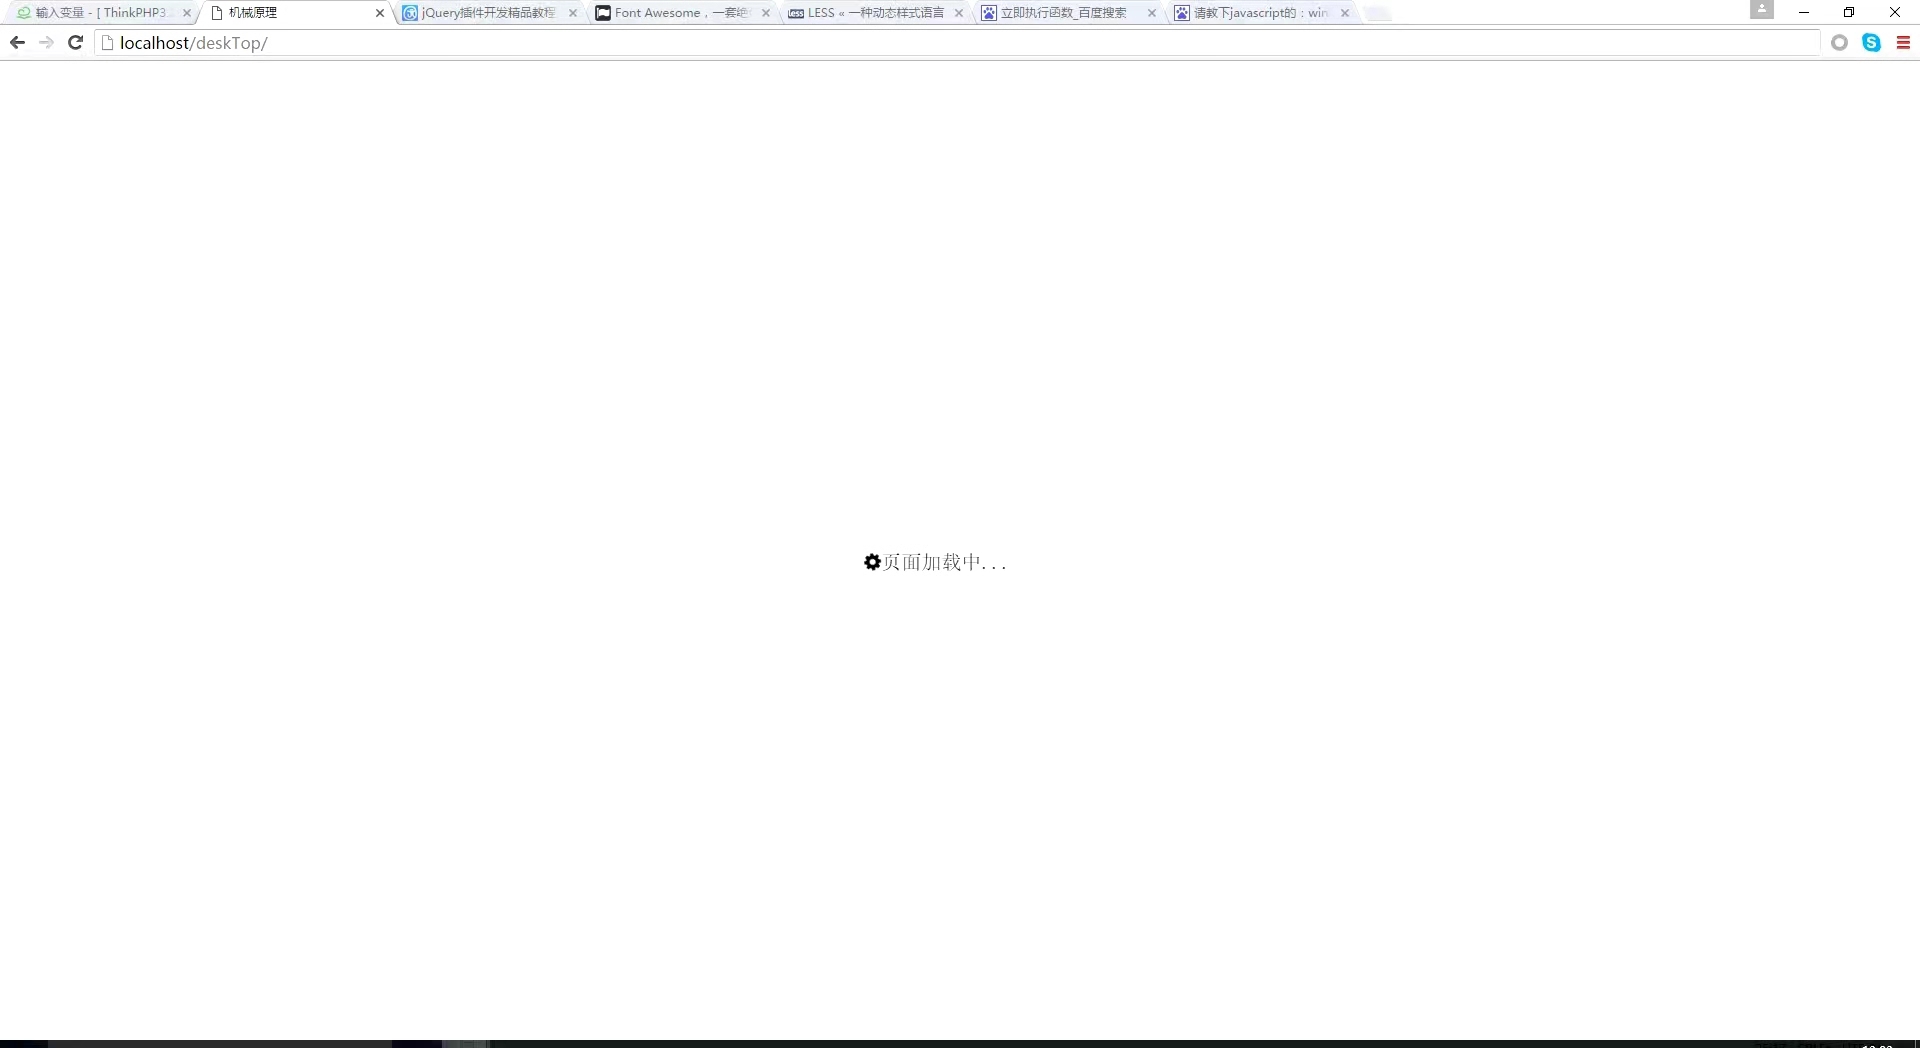 输入变量 - [ ThinkPHP3
机械原理
jQuery插件开发精品教程
Font Awesome，一套绝
LESS « 一种动态样式语言
立即执行函数_百度搜索
请教下javascript的：win
localhost/deskTop/
页面加载中...